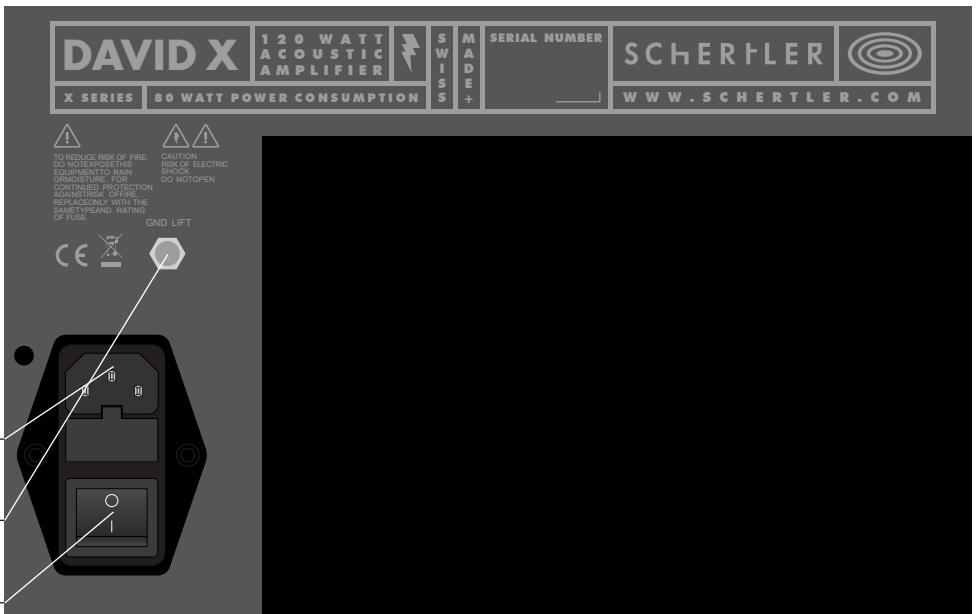 DAVID X
120 WATT
ACOUSTIC
AMPLIFIER
SWISS
MADE+
SERIAL NUMBER
SCHERTLER
X SERIES
80 WATT POWER CONSUMPTION
WWW.SCHERTLER.COM
TO REDUCE RISK OF FIRE,
DO NOTEXPOSETHIS
EQUIPMENTTO RAIN
ORMOISTURE. FOR
CONTINUED PROTECTION
AGAINSTRISK OFFIRE,
REPLACEONLY WITH THE
SAMETYPEAND RATING
OF FUSE.
CAUTION
RISK OF ELECTRIC
SHOCK
DO NOTOPEN
GND LIFT
CE
O
I